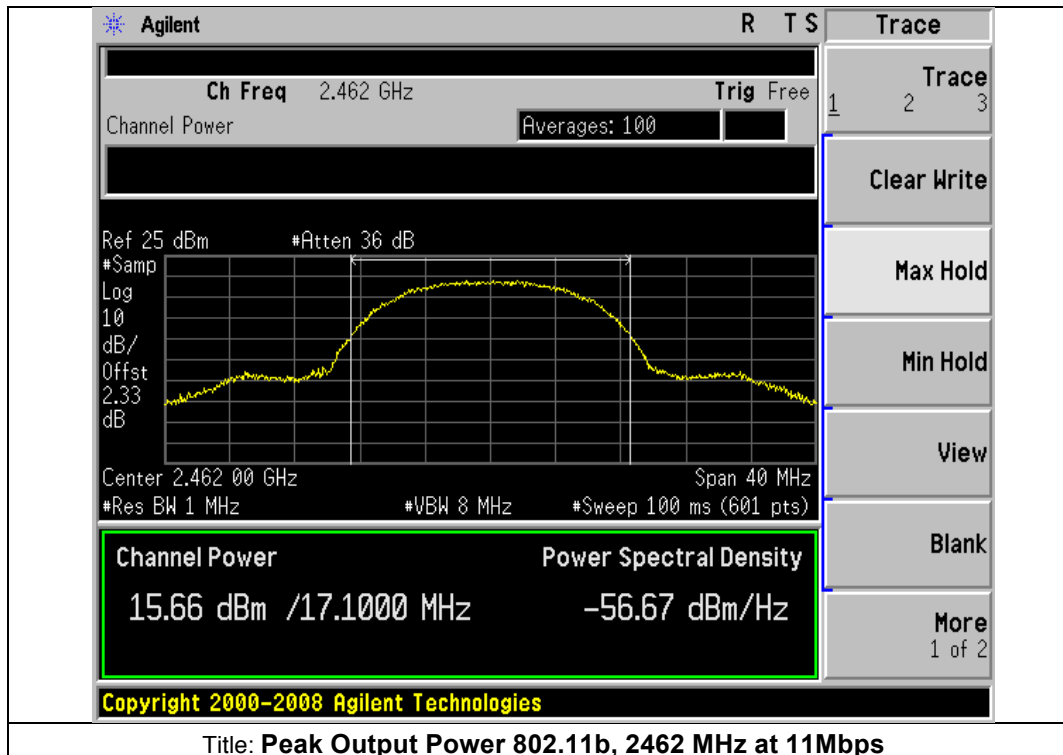 Agilent R T S Trace
Ch Freq 2.462 GHz Trig Free
Channel Power Averages: 100
Trace
1 2 3
Clear Write
Ref 25 dBm #Atten 36 dB
#Samp
Log
10
dB/
Offst
2.33
dB
Max Hold
Min Hold
View
Center 2.462 00 GHz Span 40 MHz
#Res BW 1 MHz #VBW 8 MHz #Sweep 100 ms (601 pts)
Channel Power Power Spectral Density
15.66 dBm /17.1000 MHz -56.67 dBm/Hz
Blank
More
1 of 2
Copyright 2000-2008 Agilent Technologies
Title: Peak Output Power 802.11b, 2462 MHz at 11Mbps